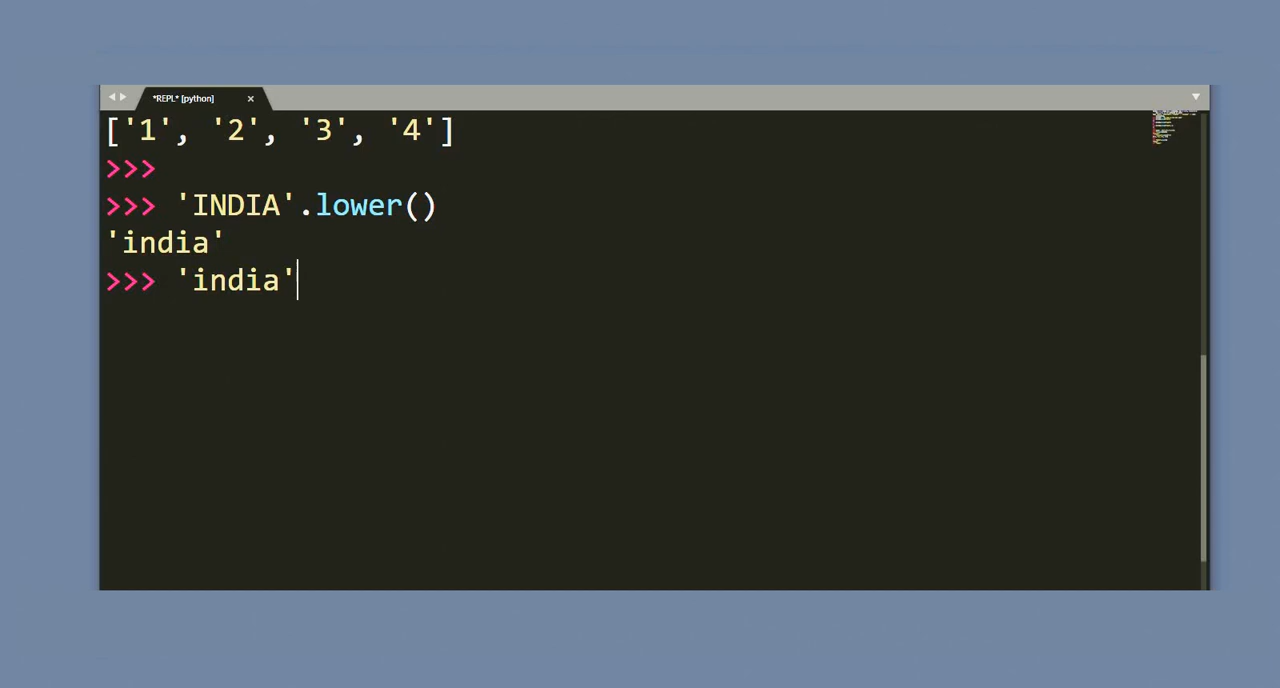 *REPL* [python] ×
['1', '2', '3', '4']
>>>
>>> 'INDIA'.lower()
'india'
>>> 'india'